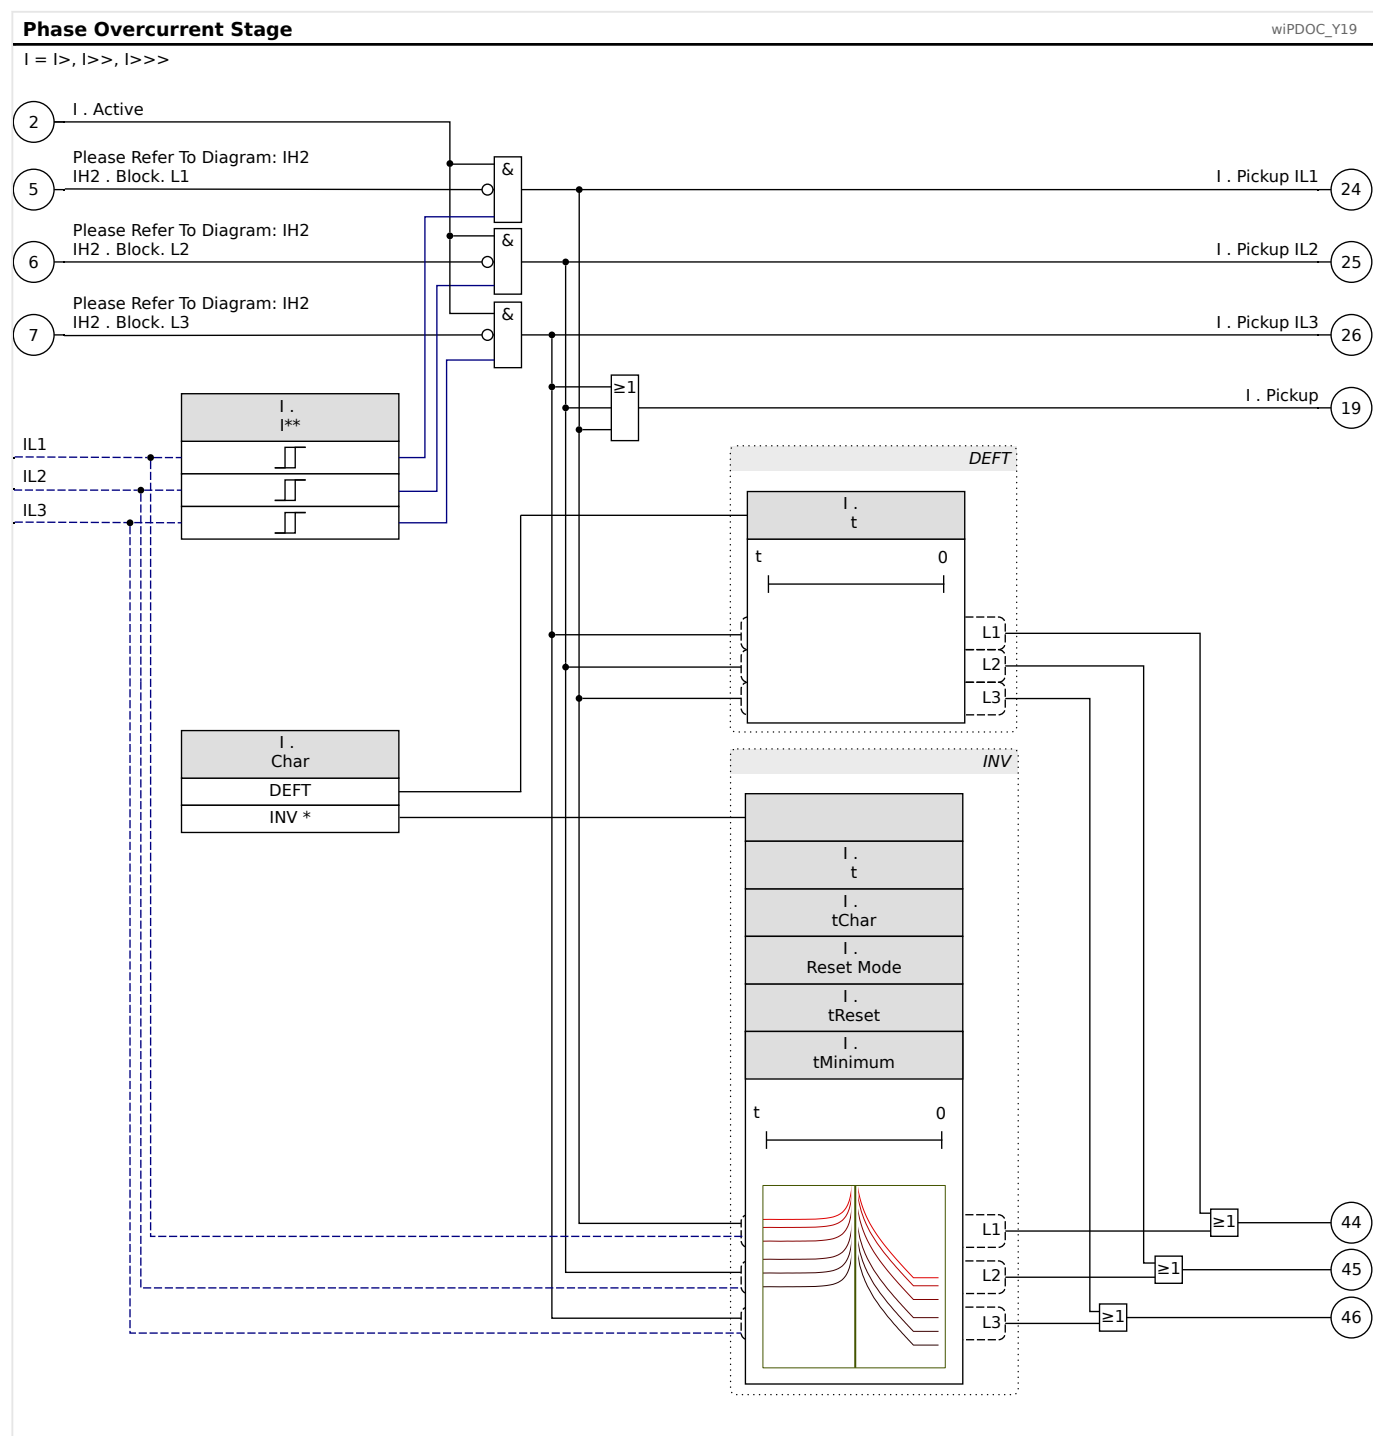 Phase Overcurrent Stage
wiPDOC_Y19
I = I>, I>>, I>>>
2
I . Active
Please Refer To Diagram: IH2
5
IH2 . Block. L1
&
I . Pickup IL1
24
Please Refer To Diagram: IH2
6
IH2 . Block. L2
&
I . Pickup IL2
25
Please Refer To Diagram: IH2
7
IH2 . Block. L3
&
I . Pickup IL3
26
≥1
I . Pickup
19
I .
I**
IL1
IL2
IL3
DEFT
I .
t
t
0
L1
L2
L3
I .
Char
DEFT
INV *
INV
I .
t
I .
tChar
I .
Reset Mode
I .
tReset
I .
tMinimum
t
0
L1
≥1
44
L2
≥1
45
L3
≥1
46